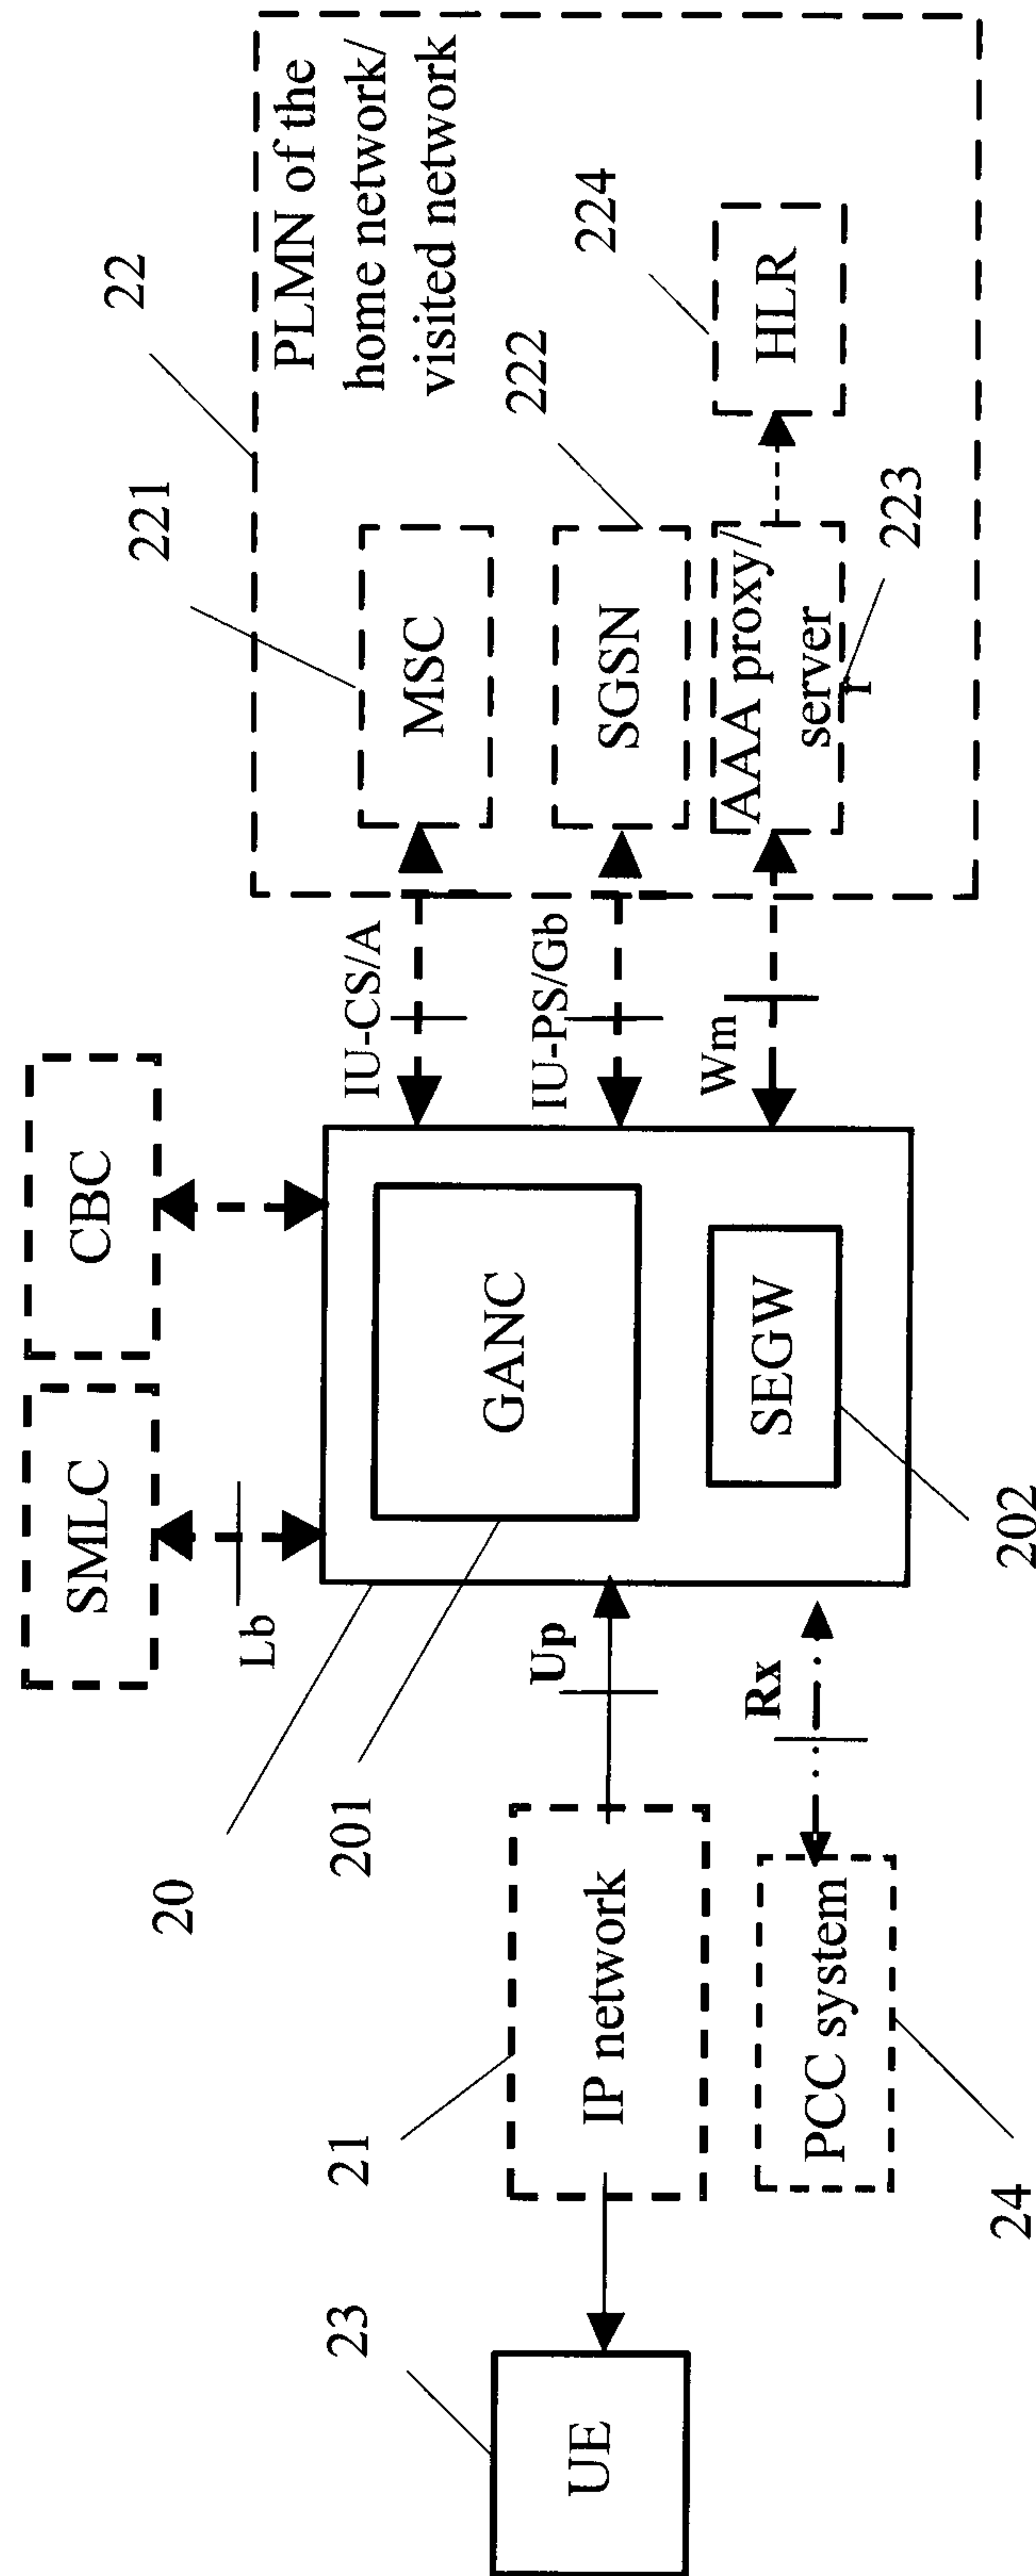 SMLC
CBC
Lb
20
201
GANC
SEGW
202
23
UE
21
IP network
Up
Rx
PCC system
24
IU-CS/A
IU-PS/Gb
Wm
22
PLMN of the
home network/
visited network
221
MSC
222
SGSN
AAA proxy/
server
r
223
224
HLR